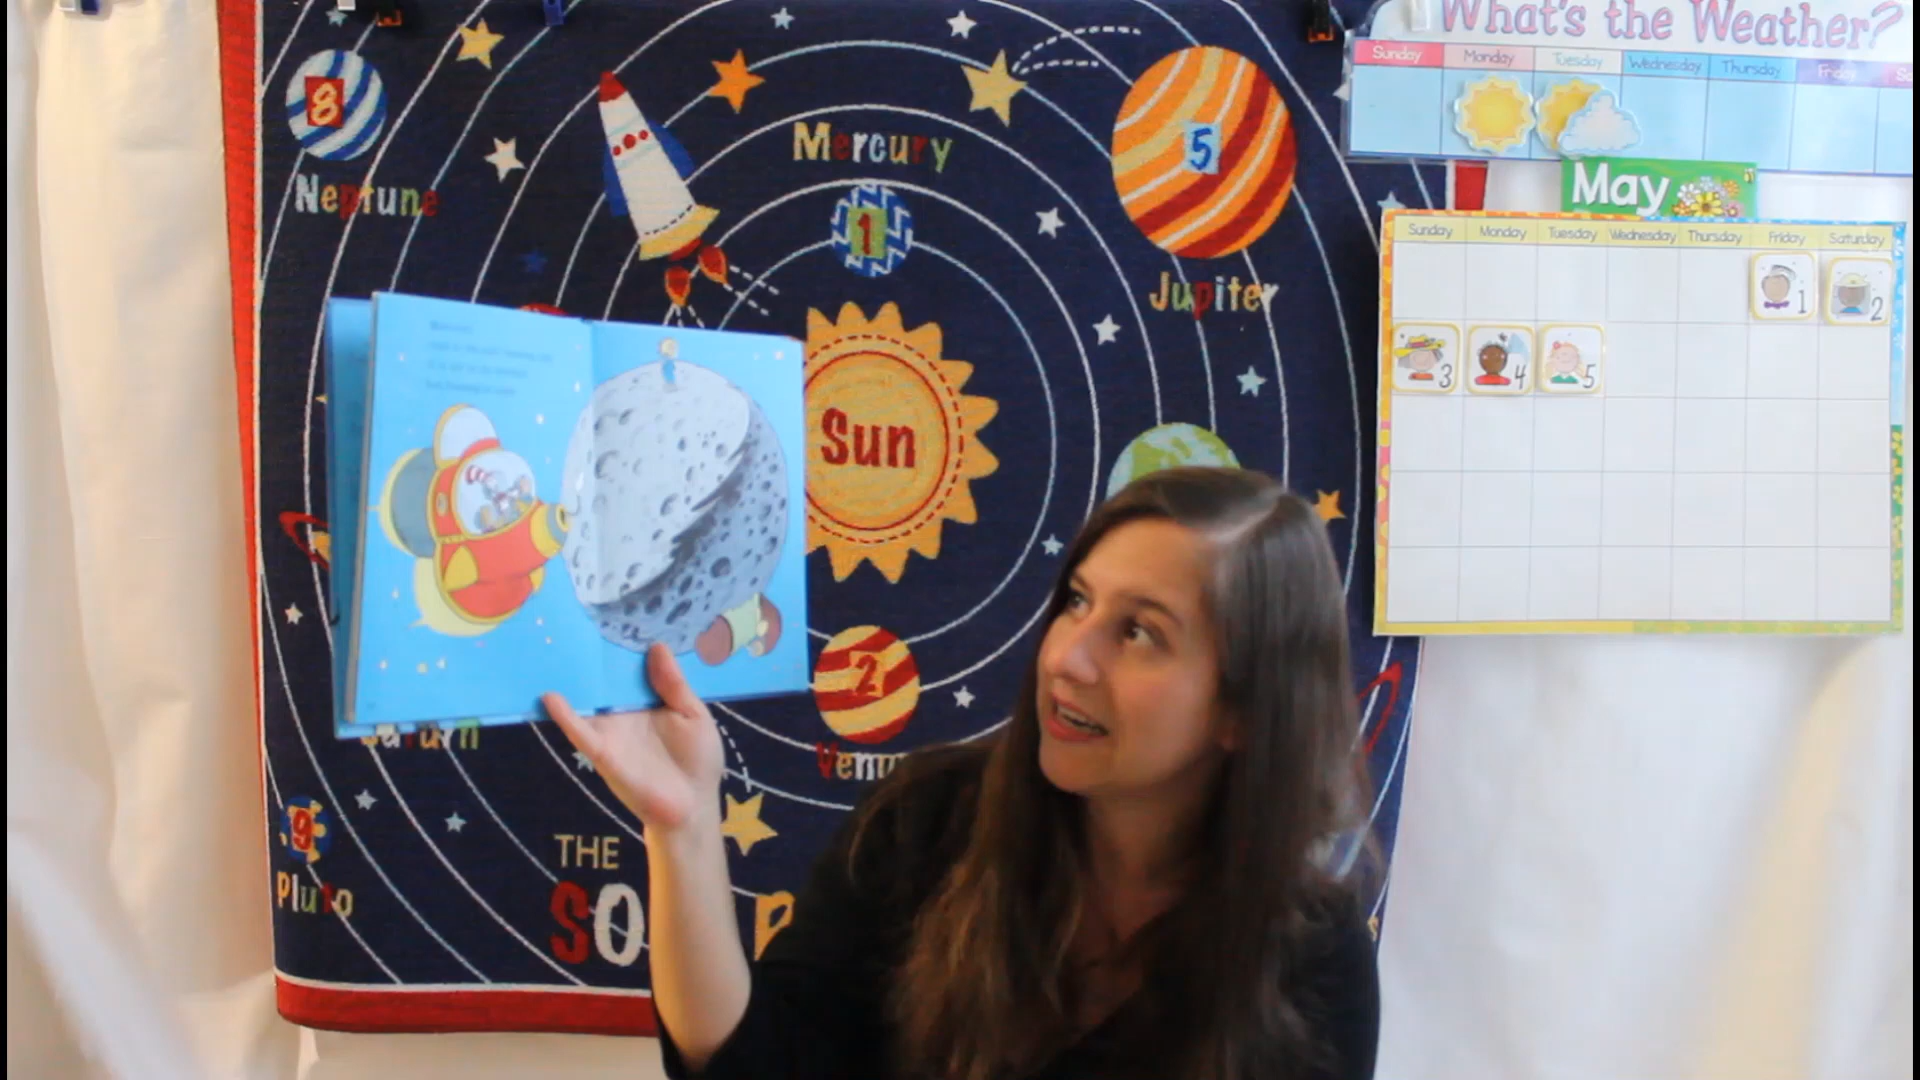 What's the Weather?
Sunday Monday Tuesday Wednesday Thursday Friday
May
Sunday Monday Tuesday Wednesday Thursday Friday Saturday
1 2
3 4 5
8
Neptune
Mercury
1
5
Jupiter
Sun
2
Saturn
9
Pluto
THE